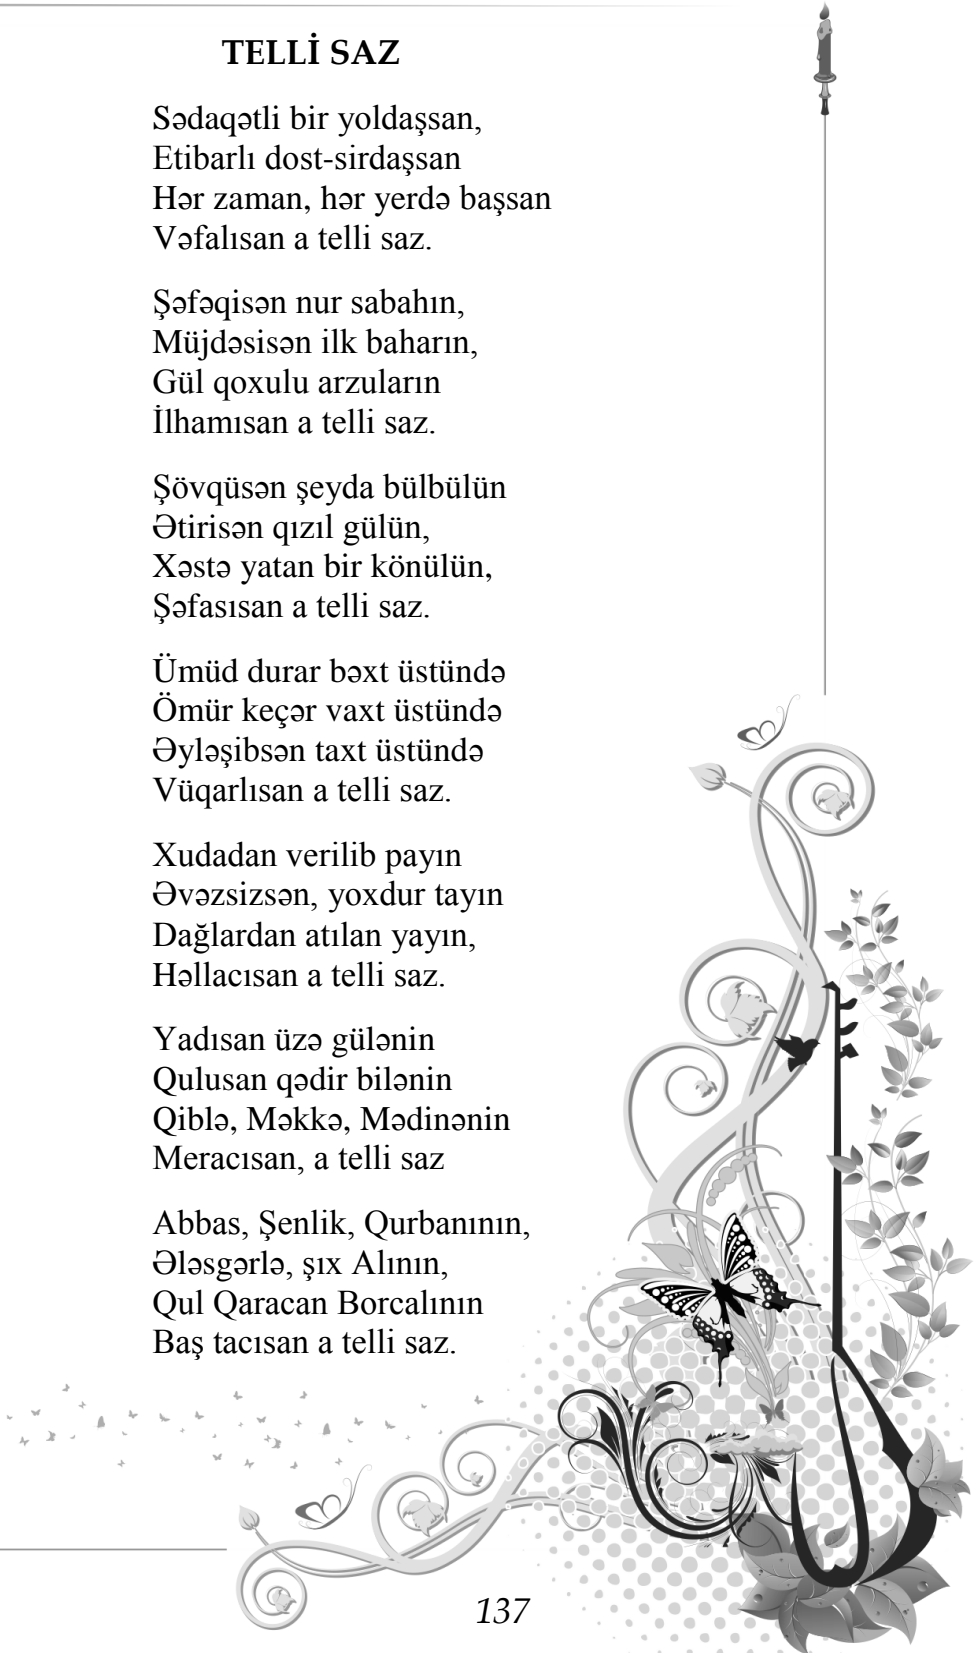 TELLİ SAZ
Sədaqətli bir yoldaşsan,
Etibarlı dost-sirdaşsan
Hər zaman, hər yerdə başsan
Vəfalısan a telli saz.
Şəfəqisən nur sabahın,
Müjdəsisən ilk baharın,
Gül qoxulu arzuların
İlhamısan a telli saz.
Şövqüsən şeyda bülbülün
Ətirisən qızıl gülün,
Xəstə yatan bir könülün,
Şəfasısan a telli saz.
Ümüd durar bəxt üstündə
Ömür keçər vaxt üstündə
Əyləşibsən taxt üstündə
Vüqarlısan a telli saz.
Xudadan verilib payın
Əvəzsizsən, yoxdur tayın
Dağlardan atılan yayın,
Həllacısan a telli saz.
Yadısan üzə gülənin
Qulusan qədir bilənin
Qiblə, Məkkə, Mədinənin
Meracısan, a telli saz
Abbas, Şenlik, Qurbanının,
Ələsgərlə, şıx Alının,
Qul Qaracan Borcalının
Baş tacısan a telli saz.
137